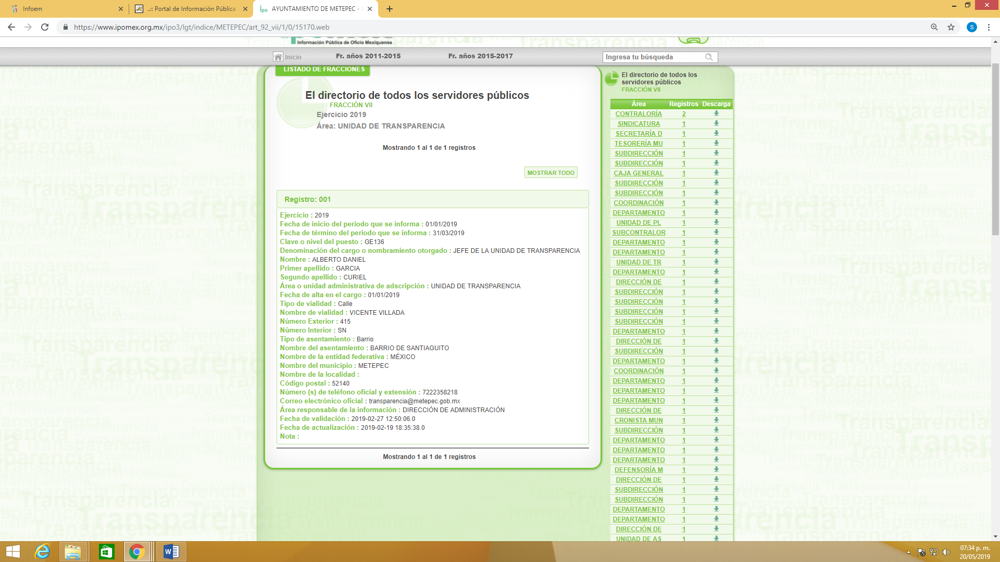 Infoem
..:: Portal de Información Pública
AYUNTAMIENTO DE METEPEC -
https://www.ipomex.org.mx/ipo3/lgt/indice/METEPEC/art_92_vii/1/0/15170.web
S
Información Pública de Oficio Mexiquense
Inicio
Fr. años 2011-2015
Fr. años 2015-2017
Ingresa tu búsqueda
LISTADO DE FRACCIONES
El directorio de todos los servidores públicos
FRACCIÓN VII
Ejercicio 2019
Área: UNIDAD DE TRANSPARENCIA
Mostrando 1 al 1 de 1 registros
MOSTRAR TODO
Registro: 001
Ejercicio : 2019
Fecha de inicio del periodo que se informa : 01/01/2019
Fecha de término del periodo que se informa : 31/03/2019
Clave o nivel del puesto : GE136
Denominación del cargo o nombramiento otorgado : JEFE DE LA UNIDAD DE TRANSPARENCIA
Nombre : ALBERTO DANIEL
Primer apellido : GARCIA
Segundo apellido : CURIEL
Área o unidad administrativa de adscripción : UNIDAD DE TRANSPARENCIA
Fecha de alta en el cargo : 01/01/2019
Tipo de vialidad : Calle
Nombre de vialidad : VICENTE VILLADA
Número Exterior : 415
Número Interior : SN
Tipo de asentamiento : Barrio
Nombre del asentamiento : BARRIO DE SANTIAGUITO
Nombre de la entidad federativa : MÉXICO
Nombre del municipio : METEPEC
Nombre de la localidad :
Código postal : 52140
Número (s) de teléfono oficial y extensión : 7222358218
Correo electrónico oficial : transparencia@metepec.gob.mx
Área responsable de la información : DIRECCIÓN DE ADMINISTRACIÓN
Fecha de validación : 2019-02-27 12:50:06.0
Fecha de actualización : 2019-02-19 18:35:38.0
Nota :
Mostrando 1 al 1 de 1 registros
El directorio de todos los
servidores públicos
FRACCIÓN VII
Área Registros Descarga
CONTRALORÍA 2
SINDICATURA 1
SECRETARÍA D 1
TESORERÍA MU 1
SUBDIRECCIÓN 1
SUBDIRECCIÓN 1
CAJA GENERAL 1
SUBDIRECCIÓN 1
SUBDIRECCIÓN 1
COORDINACIÓN 1
DEPARTAMENTO 1
UNIDAD DE PL 1
SUBCONTRALOR 1
DEPARTAMENTO 1
DEPARTAMENTO 1
UNIDAD DE TR 1
DEPARTAMENTO 1
DIRECCIÓN DE 1
SUBDIRECCIÓN 1
SUBDIRECCIÓN 1
SUBDIRECCIÓN 1
SUBDIRECCIÓN 1
DEPARTAMENTO 1
DIRECCIÓN DE 1
SUBDIRECCIÓN 1
DEPARTAMENTO 1
COORDINACIÓN 1
DEPARTAMENTO 1
DEPARTAMENTO 1
DEPARTAMENTO 1
DIRECCIÓN DE 1
CRONISTA MUN 1
SUBDIRECCIÓN 1
DEPARTAMENTO 1
DEPARTAMENTO 1
DEPARTAMENTO 1
DEFENSORÍA M 1
DIRECCIÓN DE 1
SUBDIRECCIÓN 1
SUBDIRECCIÓN 1
DEPARTAMENTO 1
DEPARTAMENTO 1
DIRECCIÓN DE 1
UNIDAD DE AS 1
07:34 p. m.
20/05/2019